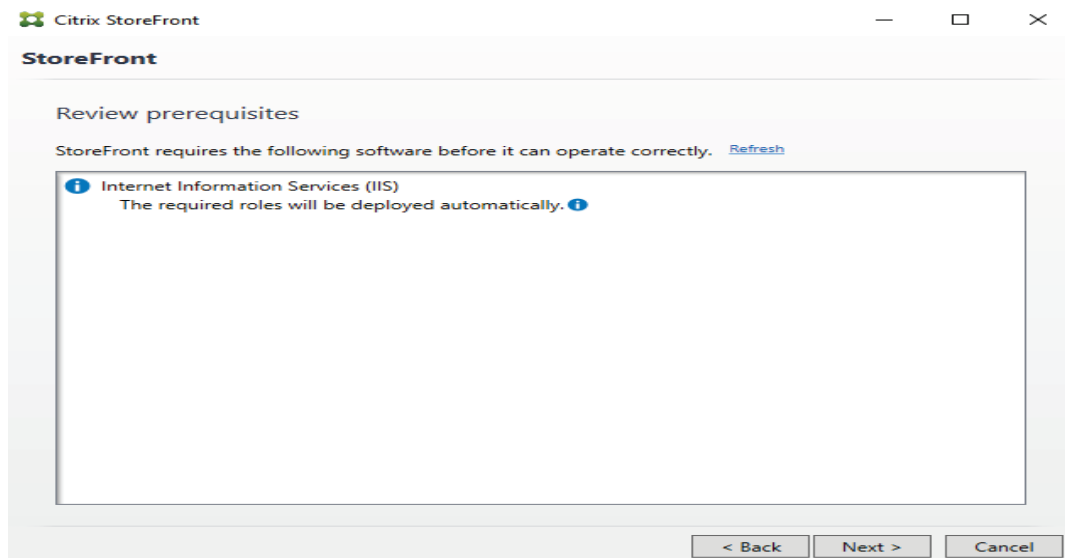 Citrix StoreFront
StoreFront
Review prerequisites
StoreFront requires the following software before it can operate correctly. Refresh
Internet Information Services (IIS)
The required roles will be deployed automatically.
< Back Next > Cancel